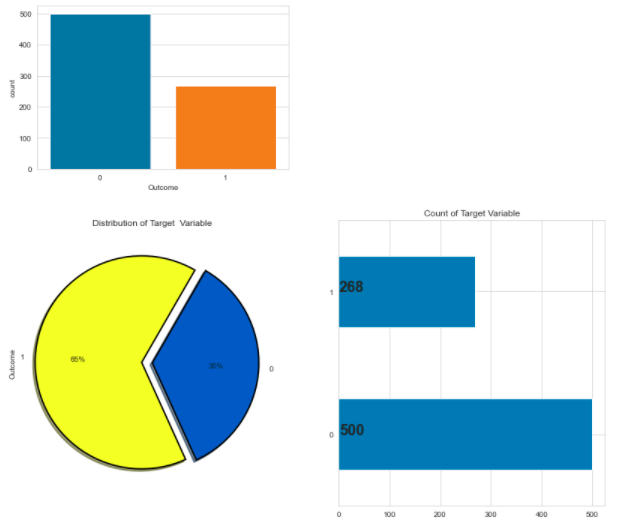 500
400
300
200
100
0
count
0 1
Outcome
Distribution of Target Variable
Outcome
1
65%
35%
0
Count of Target Variable
1
268
0
500
0 100 200 300 400 500